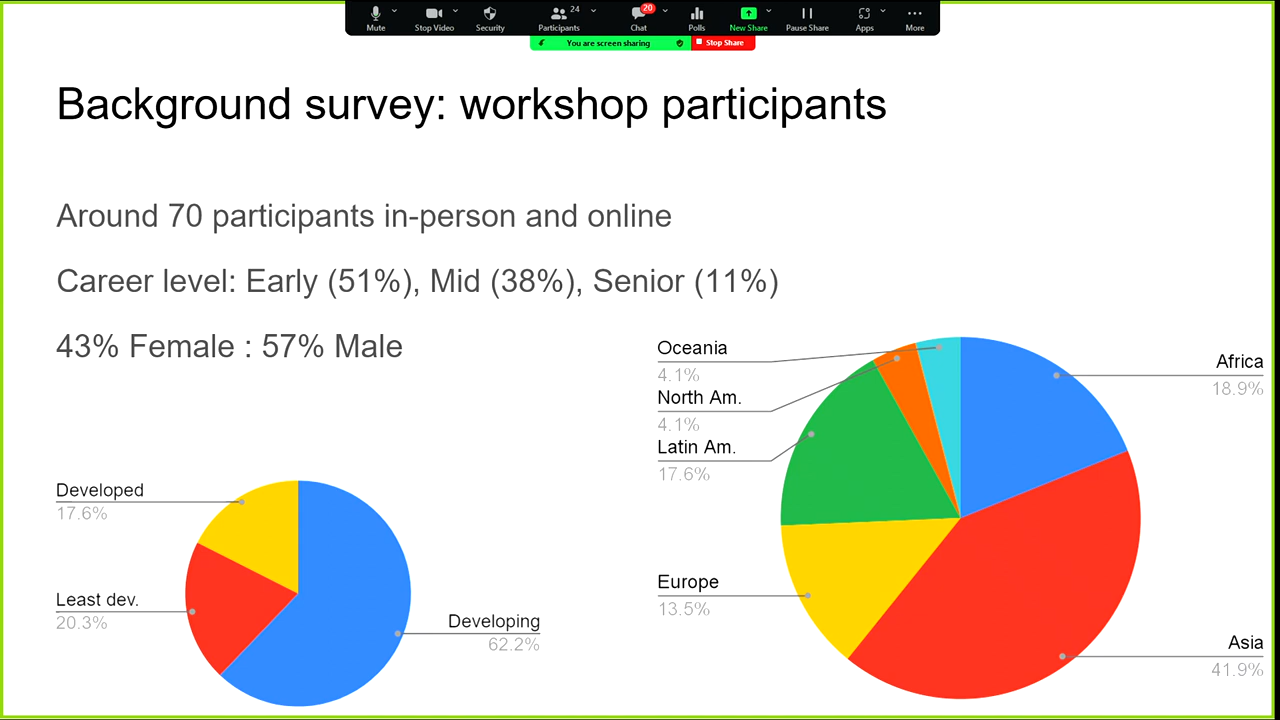 Mute
Stop Video
Security
24
Participants
20
Chat
Polls
New Share
Pause Share
Apps
More
You are screen sharing
Stop Share
Background survey: workshop participants
Around 70 participants in-person and online
Career level: Early (51%), Mid (38%), Senior (11%)
43% Female : 57% Male
Developed
17.6%
Least dev.
20.3%
Developing
62.2%
Oceania
4.1%
North Am.
4.1%
Latin Am.
17.6%
Europe
13.5%
Africa
18.9%
Asia
41.9%